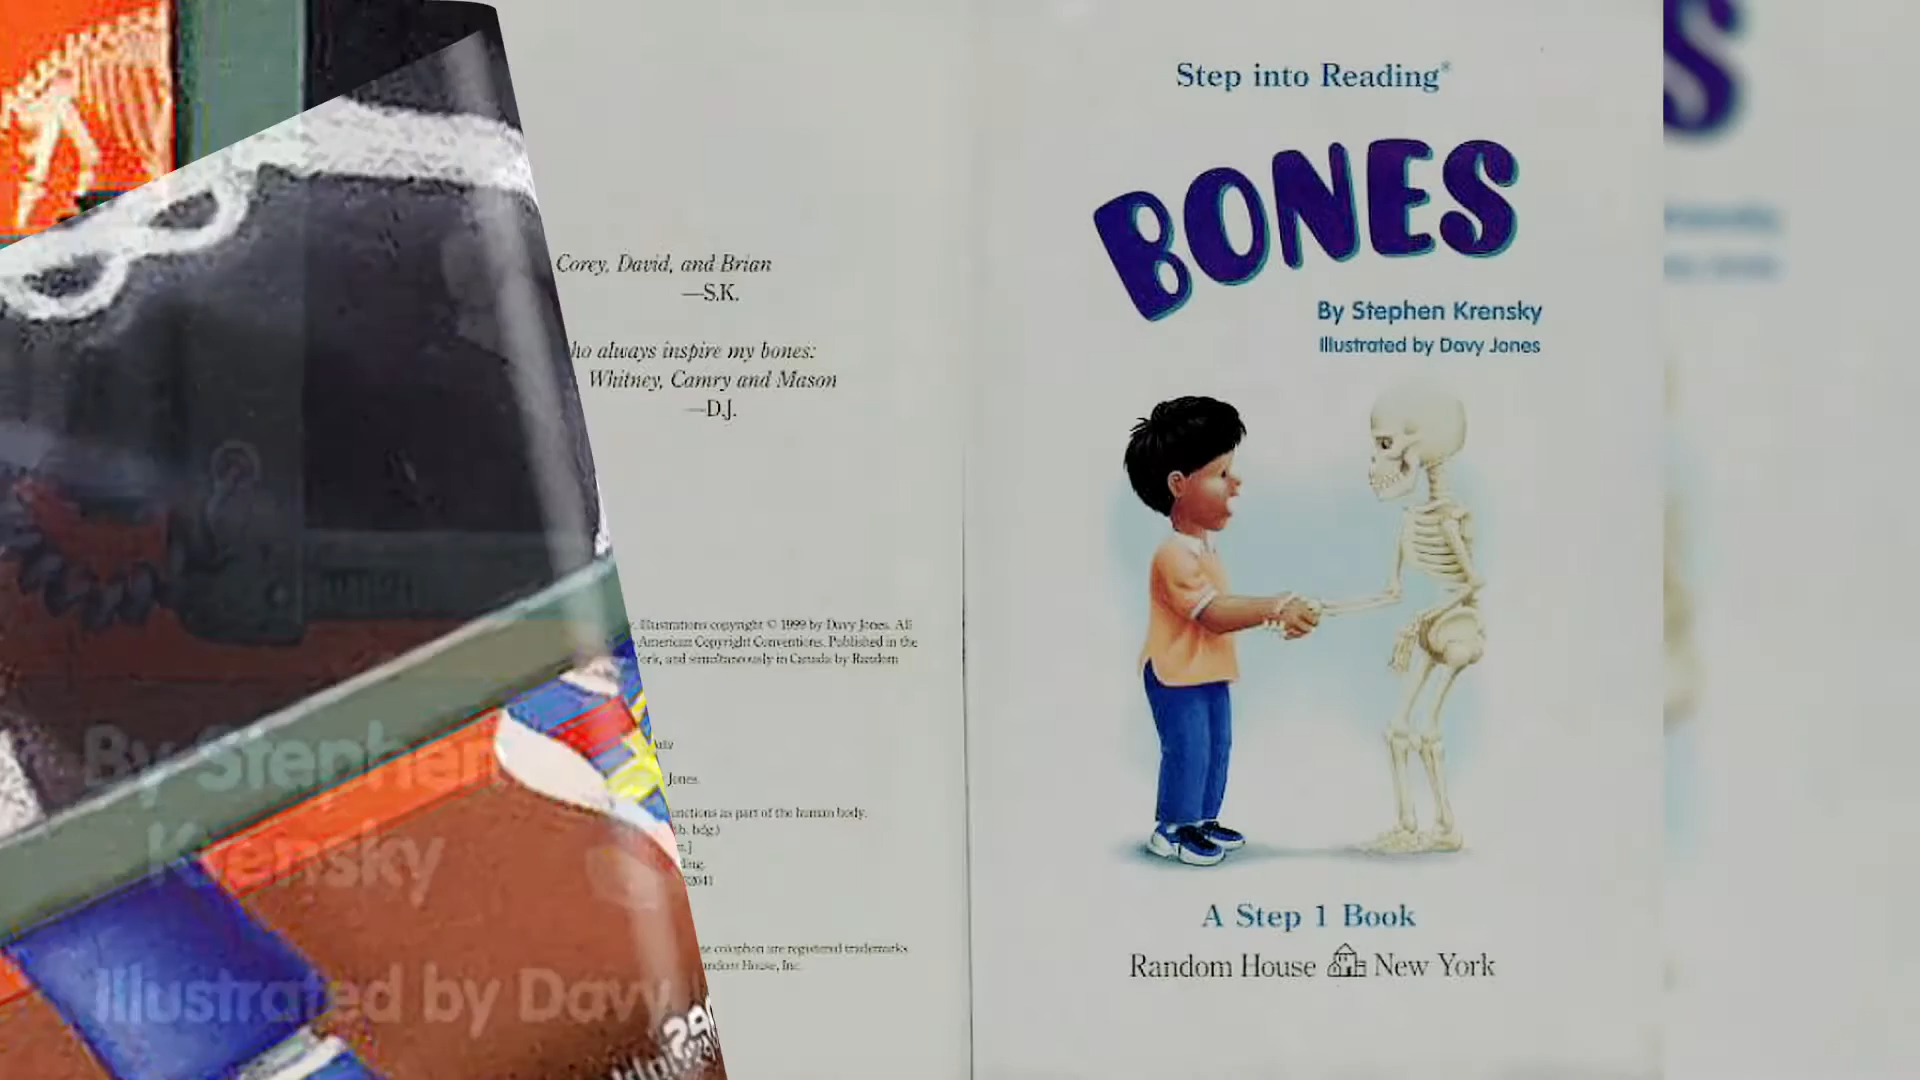 By Stephen
Krensky
Illustrated by Davy
Corey, David, and Brian
—S.K.
always inspire my bones:
Whitney, Camry and Mason
—D.J.
Illustrations copyright © 1999 by Davy Jones. All
American Copyright Conventions. Published in the
and simultaneously in Canada by Random
Jones.
as part of the human body.
bdg.)
colophon are registered trademarks
House, Inc.
Step into Reading®
BONES
By Stephen Krensky
Illustrated by Davy Jones
A Step 1 Book
Random House New York
S